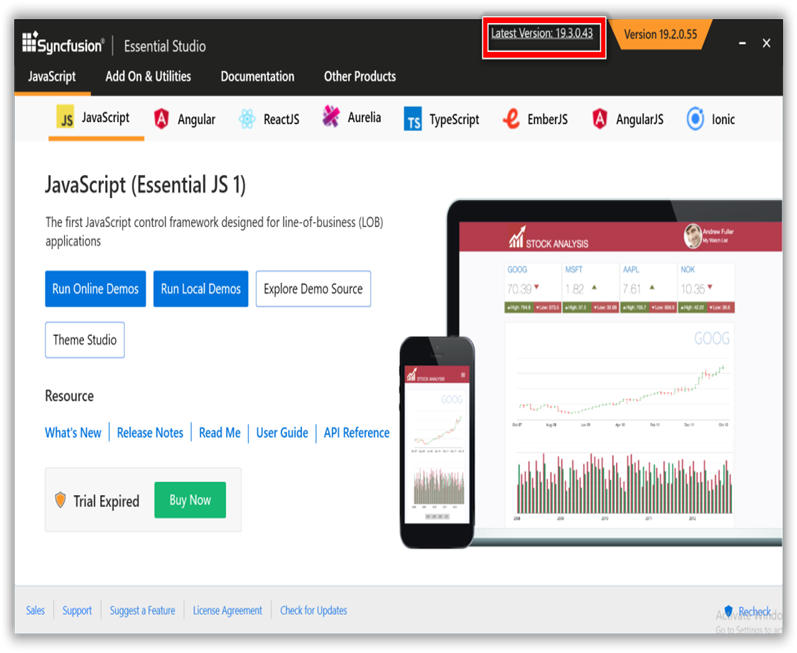 Syncfusion® Essential Studio
Latest Version: 19.3.0.43
Version 19.2.0.55
JavaScript Add On & Utilities Documentation Other Products
JS JavaScript Angular ReactJS Aurelia TS TypeScript EmberJS AngularJS Ionic
JavaScript (Essential JS 1)
The first JavaScript control framework designed for line-of-business (LOB)
applications
Run Online Demos Run Local Demos Explore Demo Source
Theme Studio
Resource
What's New Release Notes Read Me User Guide API Reference
Trial Expired Buy Now
STOCK ANALYSIS
Andrew Fuller
My Watch List
GOOG MSFT AAPL NOK
70.39 1.82 7.61 10.35
GOOG
STOCK ANALYSIS
GOOG
Sales Support Suggest a Feature License Agreement Check for Updates
Recheck
Activate Windo
Go to Settings to act